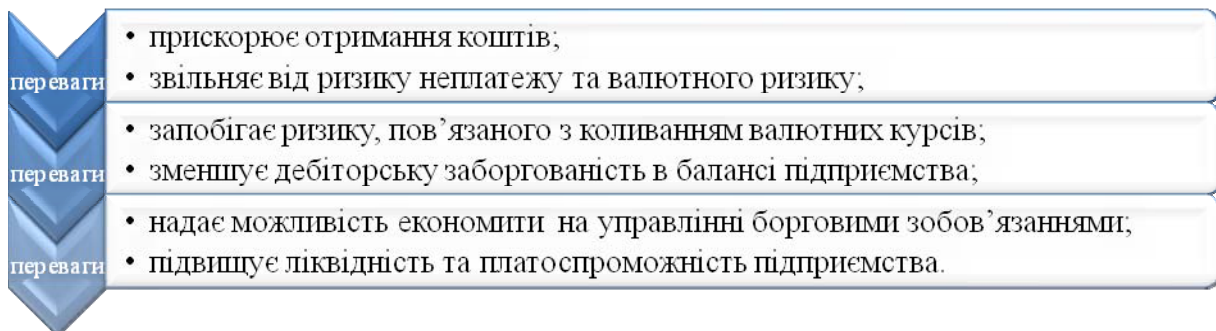 • прискорює отримання коштів;
переваги
• звільняє від ризику неплатежу та валютного ризику;
• запобігає ризику, пов’язаного з коливанням валютних курсів;
переваги
• зменшує дебіторську заборгованість в балансі підприємства;
• надає можливість економити на управлінні борговими зобов’язаннями;
переваги
• підвищує ліквідність та платоспроможність підприємства.